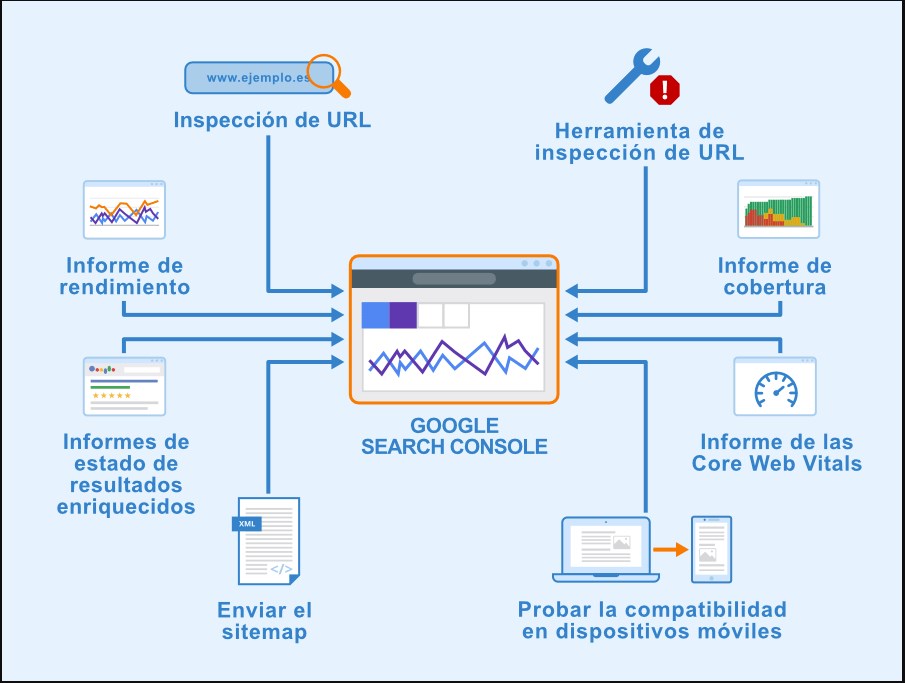 www.ejemplo.es
Inspección de URL
Herramienta de
inspección de URL
Informe de
rendimiento
Informe de
cobertura
GOOGLE
SEARCH CONSOLE
Informes de
estado de
resultados
enriquecidos
Informe de las
Core Web Vitals
XML
</>
Enviar el
sitemap
Probar la compatibilidad
en dispositivos móviles